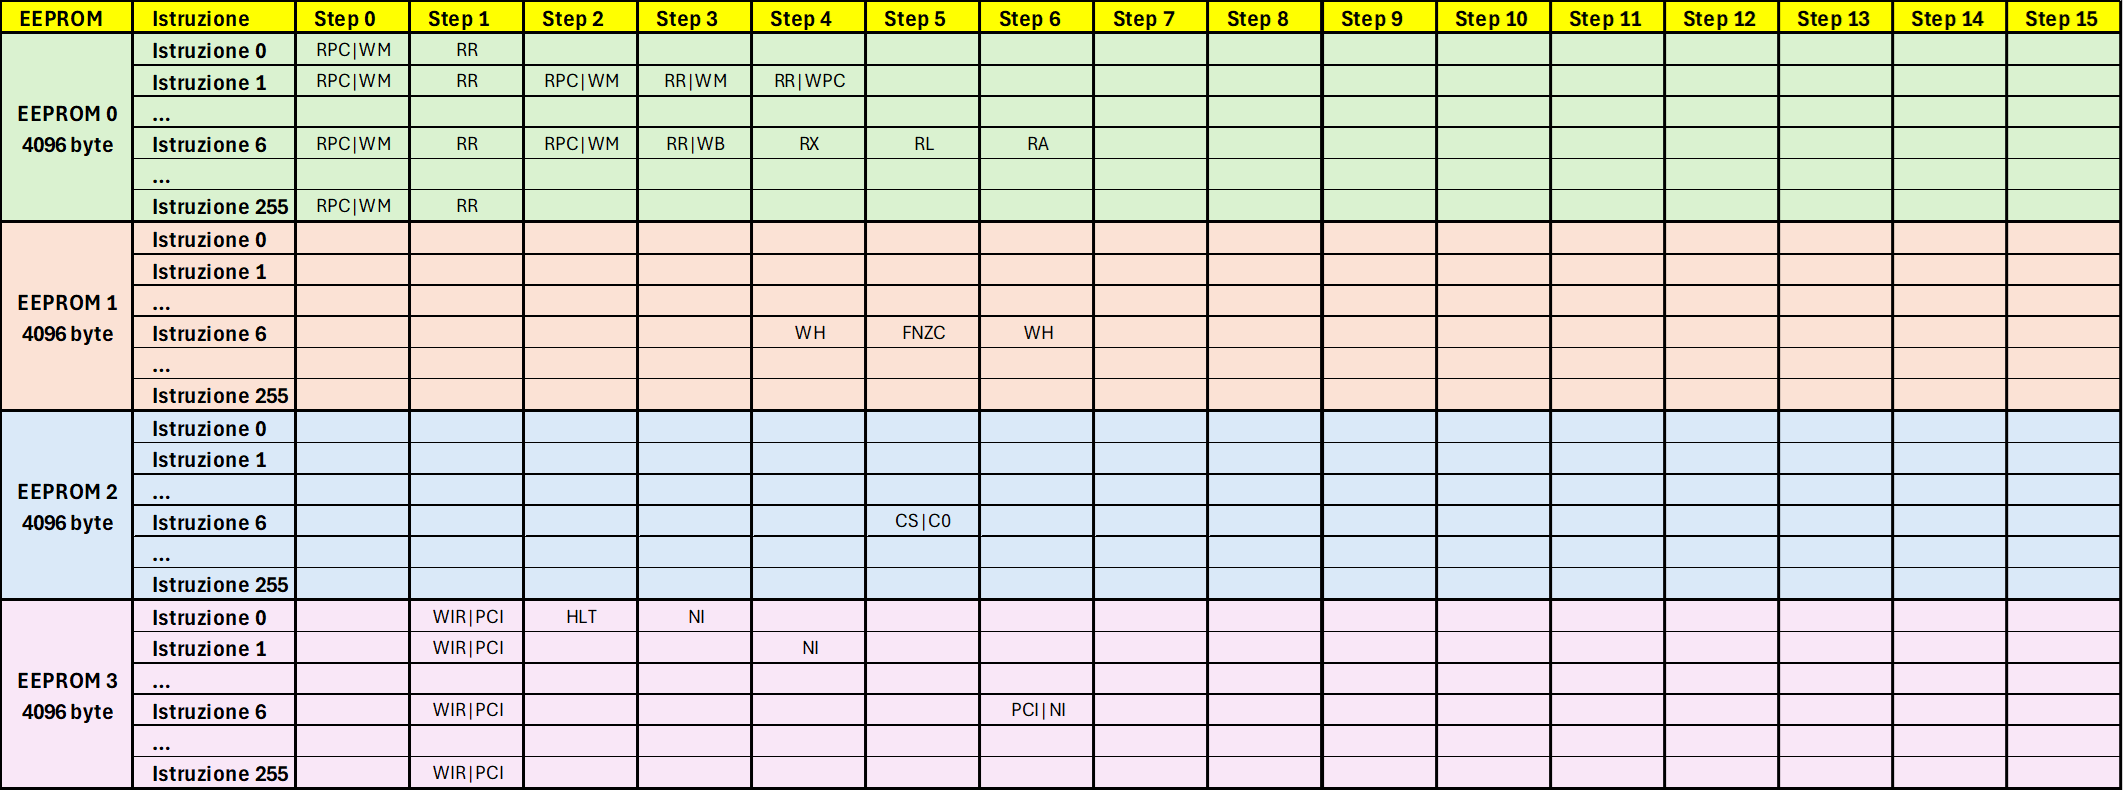 EEPROM Istruzione Step 0 Step 1 Step 2 Step 3 Step 4 Step 5 Step 6 Step 7 Step 8 Step 9 Step 10 Step 11 Step 12 Step 13 Step 14 Step 15
EEPROM 0
4096 byte
Istruzione 0 RPC|WM RR
Istruzione 1 RPC|WM RR RPC|WM RR|WM RR|WPC
...
Istruzione 6 RPC|WM RR RPC|WM RR|WB RX RL RA
...
Istruzione 255 RPC|WM RR
EEPROM 1
4096 byte
Istruzione 0
Istruzione 1
...
Istruzione 6 WH FNZC WH
...
Istruzione 255
EEPROM 2
4096 byte
Istruzione 0
Istruzione 1
...
Istruzione 6 CS|C0
...
Istruzione 255
EEPROM 3
4096 byte
Istruzione 0 WIR|PCI HLT NI
Istruzione 1 WIR|PCI NI
...
Istruzione 6 WIR|PCI PCI|NI
...
Istruzione 255 WIR|PCI